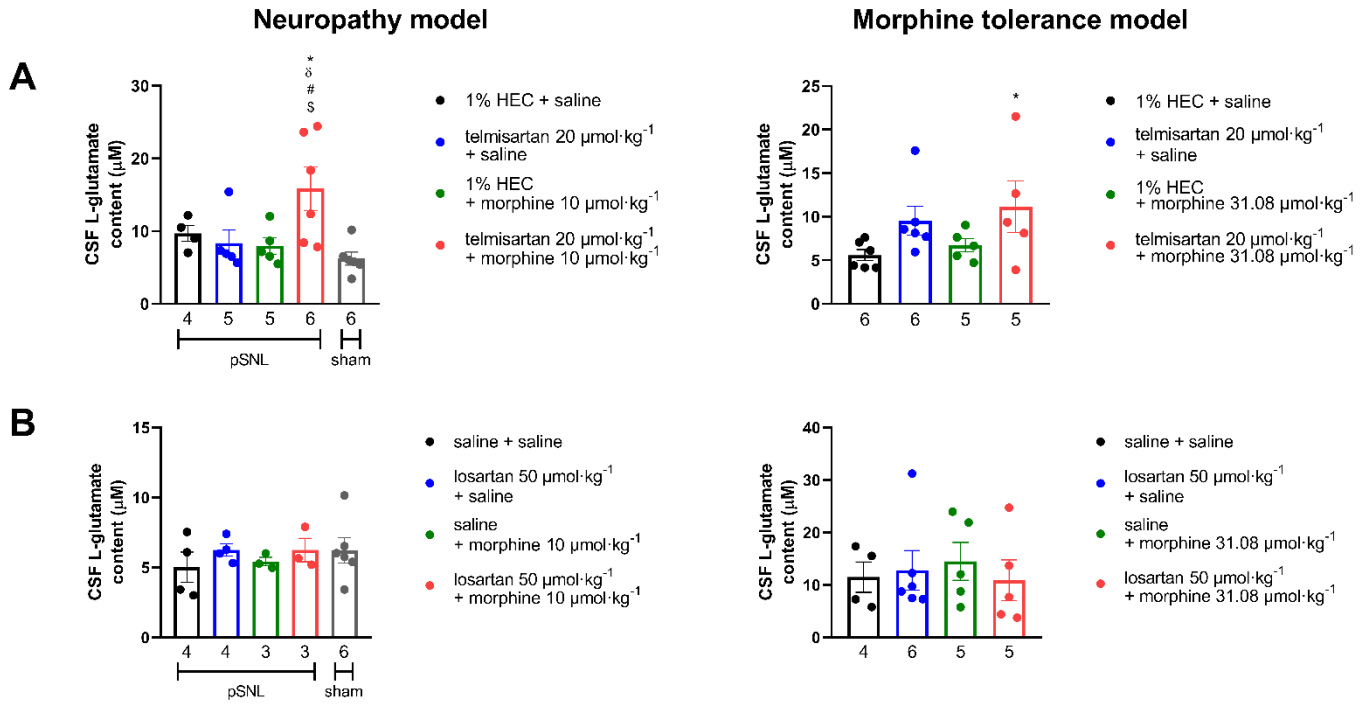 Neuropathy model
Morphine tolerance model
A
CSF L-glutamate
content (μM)
30
20
10
0
*
δ
#
$
4 5 5 6 6
pSNL sham
1% HEC + saline
telmisartan 20 μmol·kg⁻¹
+ saline
1% HEC
+ morphine 10 μmol·kg⁻¹
telmisartan 20 μmol·kg⁻¹
+ morphine 10 μmol·kg⁻¹
CSF L-glutamate
content (μM)
25
20
15
10
5
0
*
6 6 5 5
1% HEC + saline
telmisartan 20 μmol·kg⁻¹
+ saline
1% HEC
+ morphine 31.08 μmol·kg⁻¹
telmisartan 20 μmol·kg⁻¹
+ morphine 31.08 μmol·kg⁻¹
B
CSF L-glutamate
content (μM)
15
10
5
0
4 4 3 3 6
pSNL sham
saline + saline
losartan 50 μmol·kg⁻¹
+ saline
saline
+ morphine 10 μmol·kg⁻¹
losartan 50 μmol·kg⁻¹
+ morphine 10 μmol·kg⁻¹
CSF L-glutamate
content (μM)
40
30
20
10
0
4 6 5 5
saline + saline
losartan 50 μmol·kg⁻¹
+ saline
saline
+ morphine 31.08 μmol·kg⁻¹
losartan 50 μmol·kg⁻¹
+ morphine 31.08 μmol·kg⁻¹